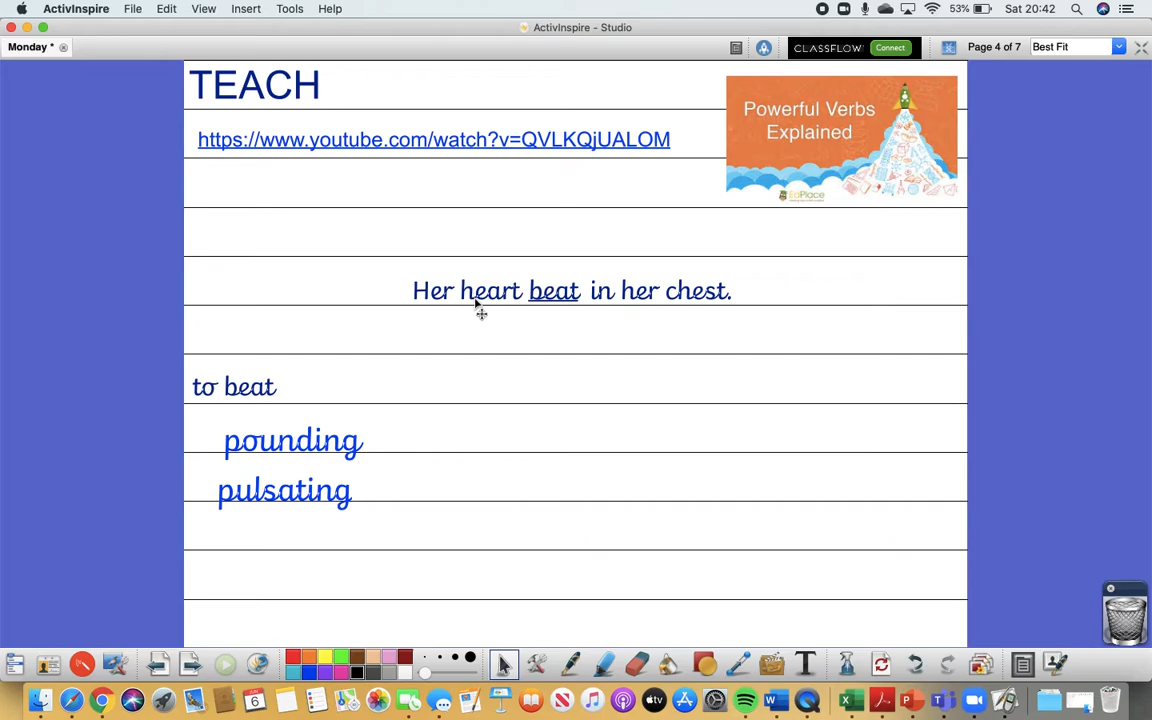 ActivInspire File Edit View Insert Tools Help 53% Sat 20:42
ActivInspire - Studio
Monday * CLASSFLOW Connect Page 4 of 7 Best Fit
TEACH
https://www.youtube.com/watch?v=QVLKQjUALOM
Powerful Verbs
Explained
EdPlace
Her heart beat in her chest.
to beat
pounding
pulsating